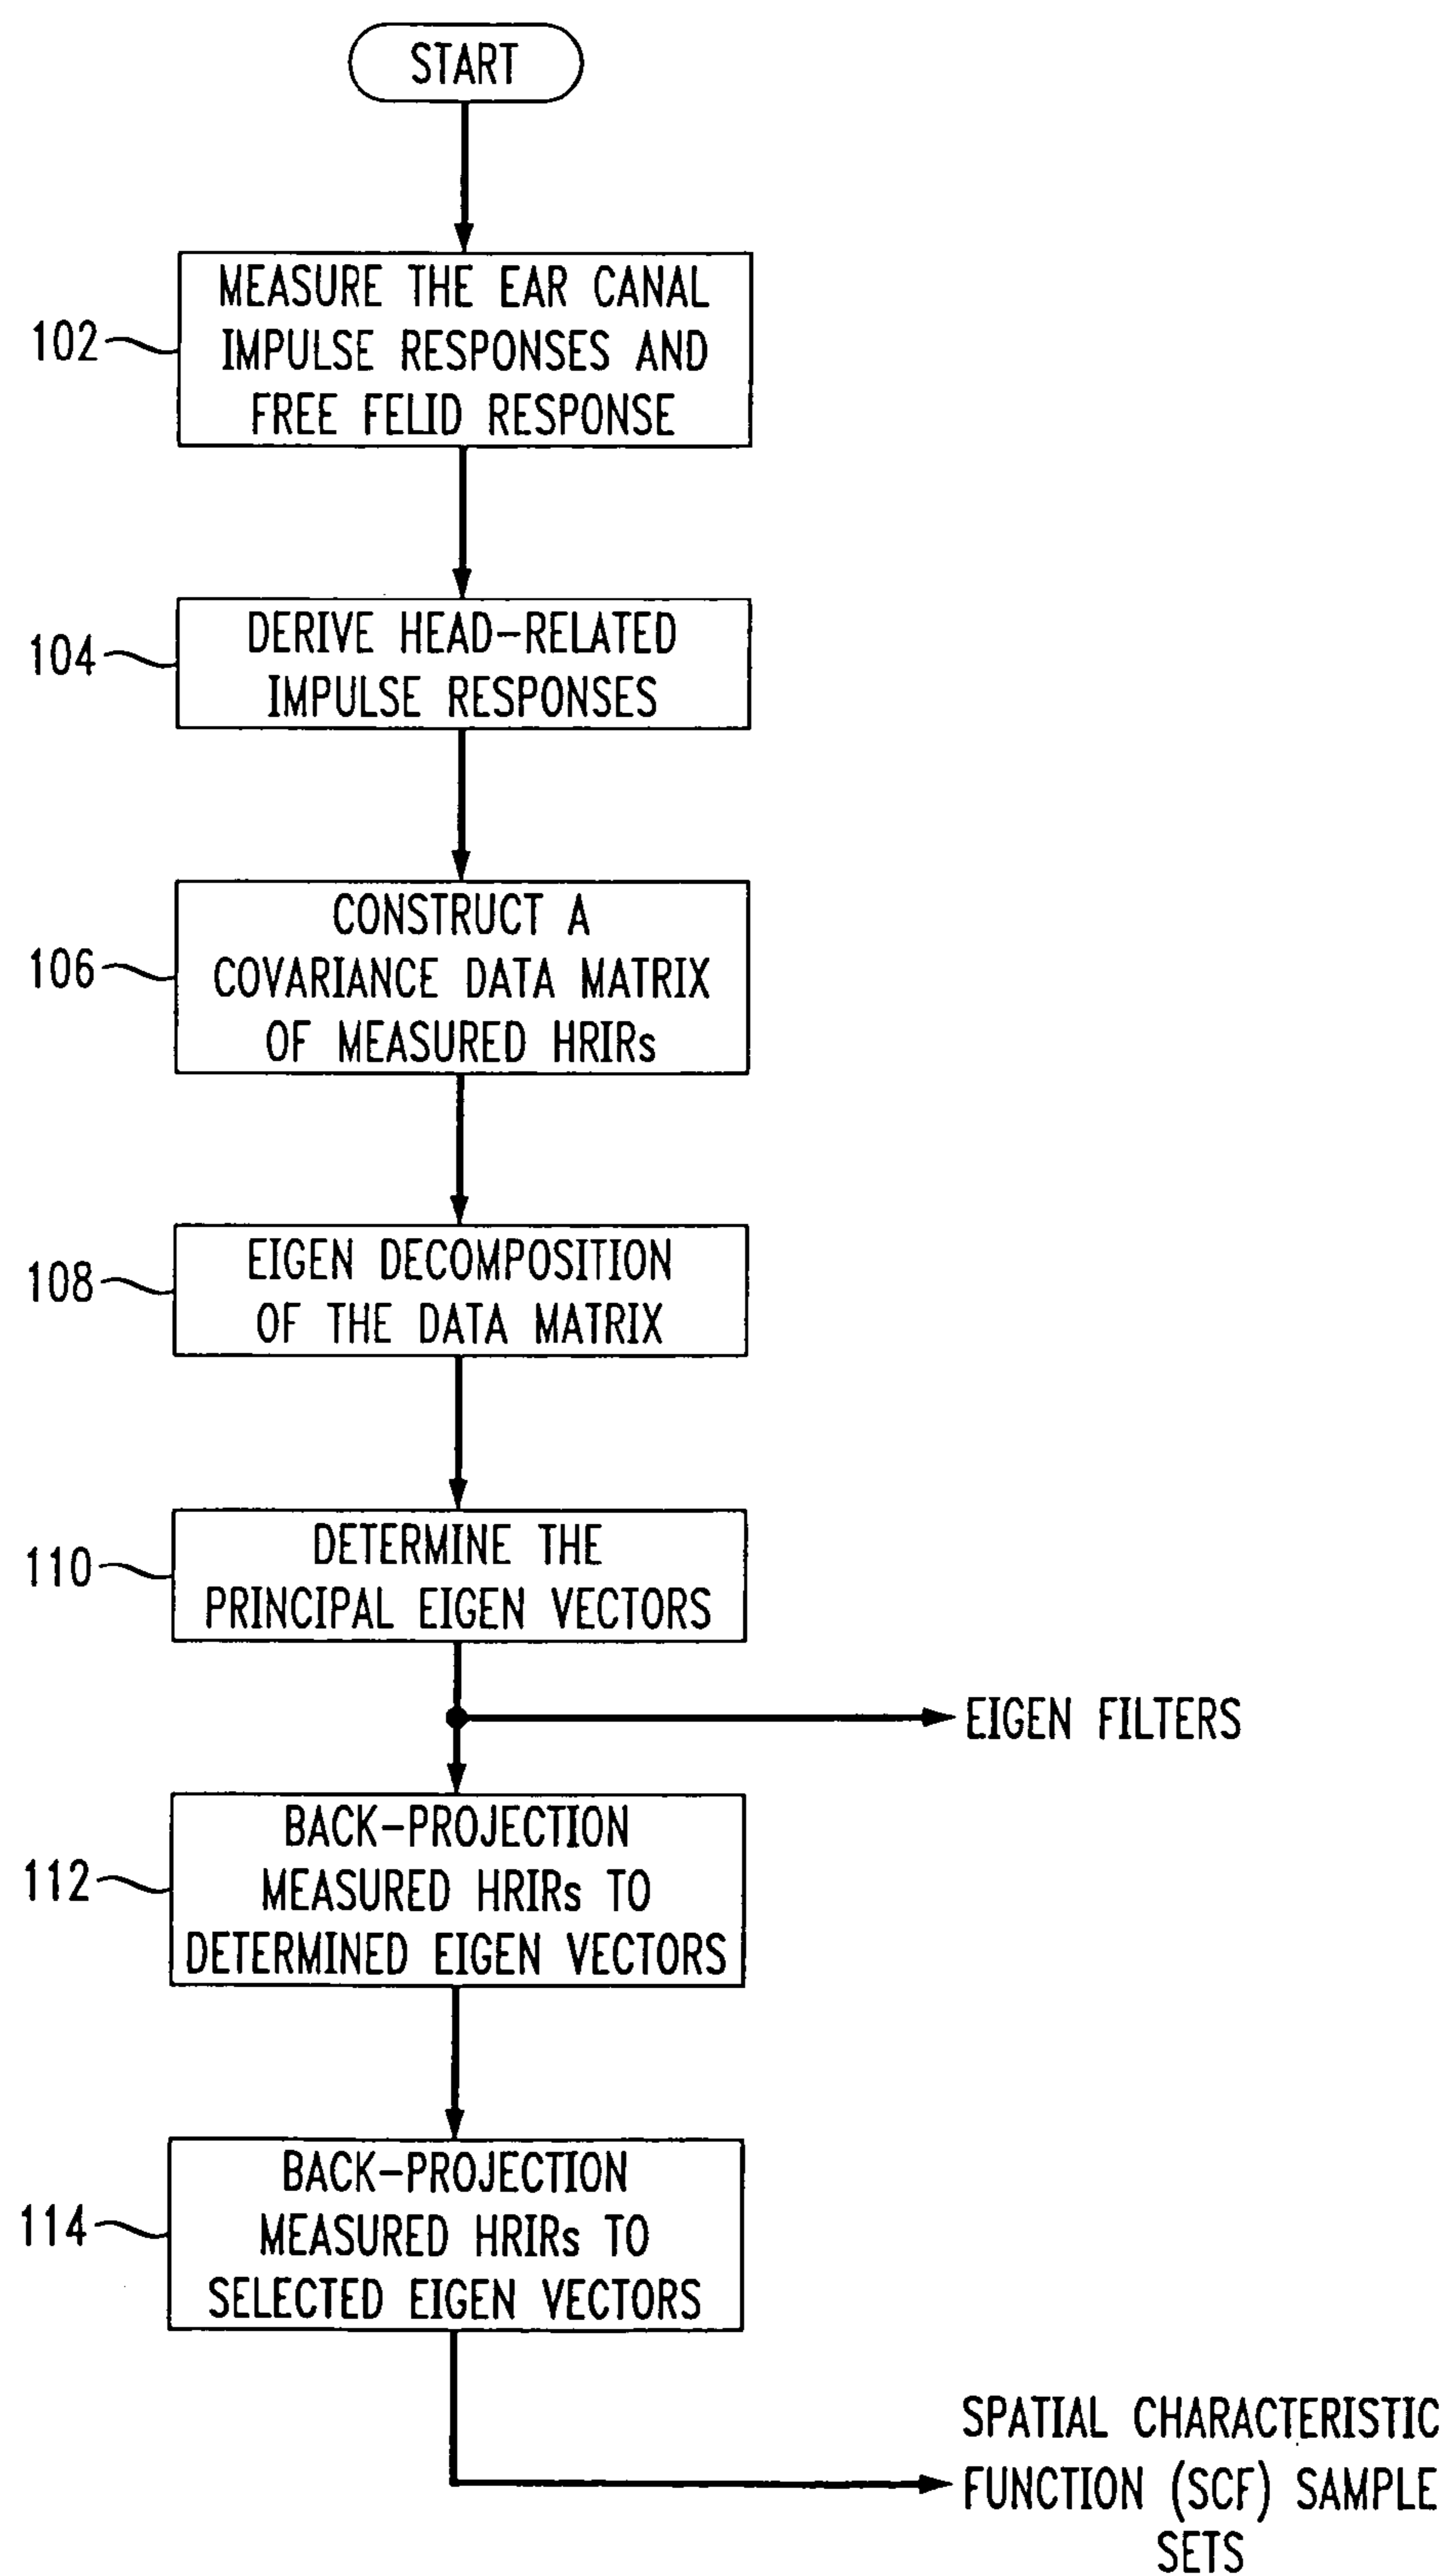 START
102
MEASURE THE EAR CANAL
IMPULSE RESPONSES AND
FREE FELID RESPONSE
104
DERIVE HEAD-RELATED
IMPULSE RESPONSES
106
CONSTRUCT A
COVARIANCE DATA MATRIX
OF MEASURED HRIRs
108
EIGEN DECOMPOSITION
OF THE DATA MATRIX
110
DETERMINE THE
PRINCIPAL EIGEN VECTORS
EIGEN FILTERS
112
BACK-PROJECTION
MEASURED HRIRs TO
DETERMINED EIGEN VECTORS
114
BACK-PROJECTION
MEASURED HRIRs TO
SELECTED EIGEN VECTORS
SPATIAL CHARACTERISTIC
FUNCTION (SCF) SAMPLE
SETS